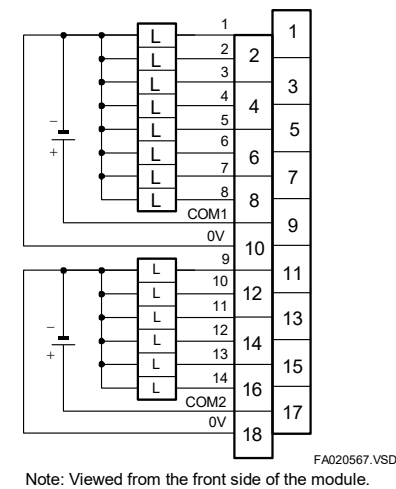 L 1 1
L 2 2
L 3 3
L 4 4
L 5 5
L 6 6
L 7 7
L 8 8
− +
COM1 9
0V 10
L 9 11
L 10 12
L 11 13
L 12 14
L 13 15
L 14 16
− +
COM2 17
0V 18
FA020567.VSD
Note: Viewed from the front side of the module.